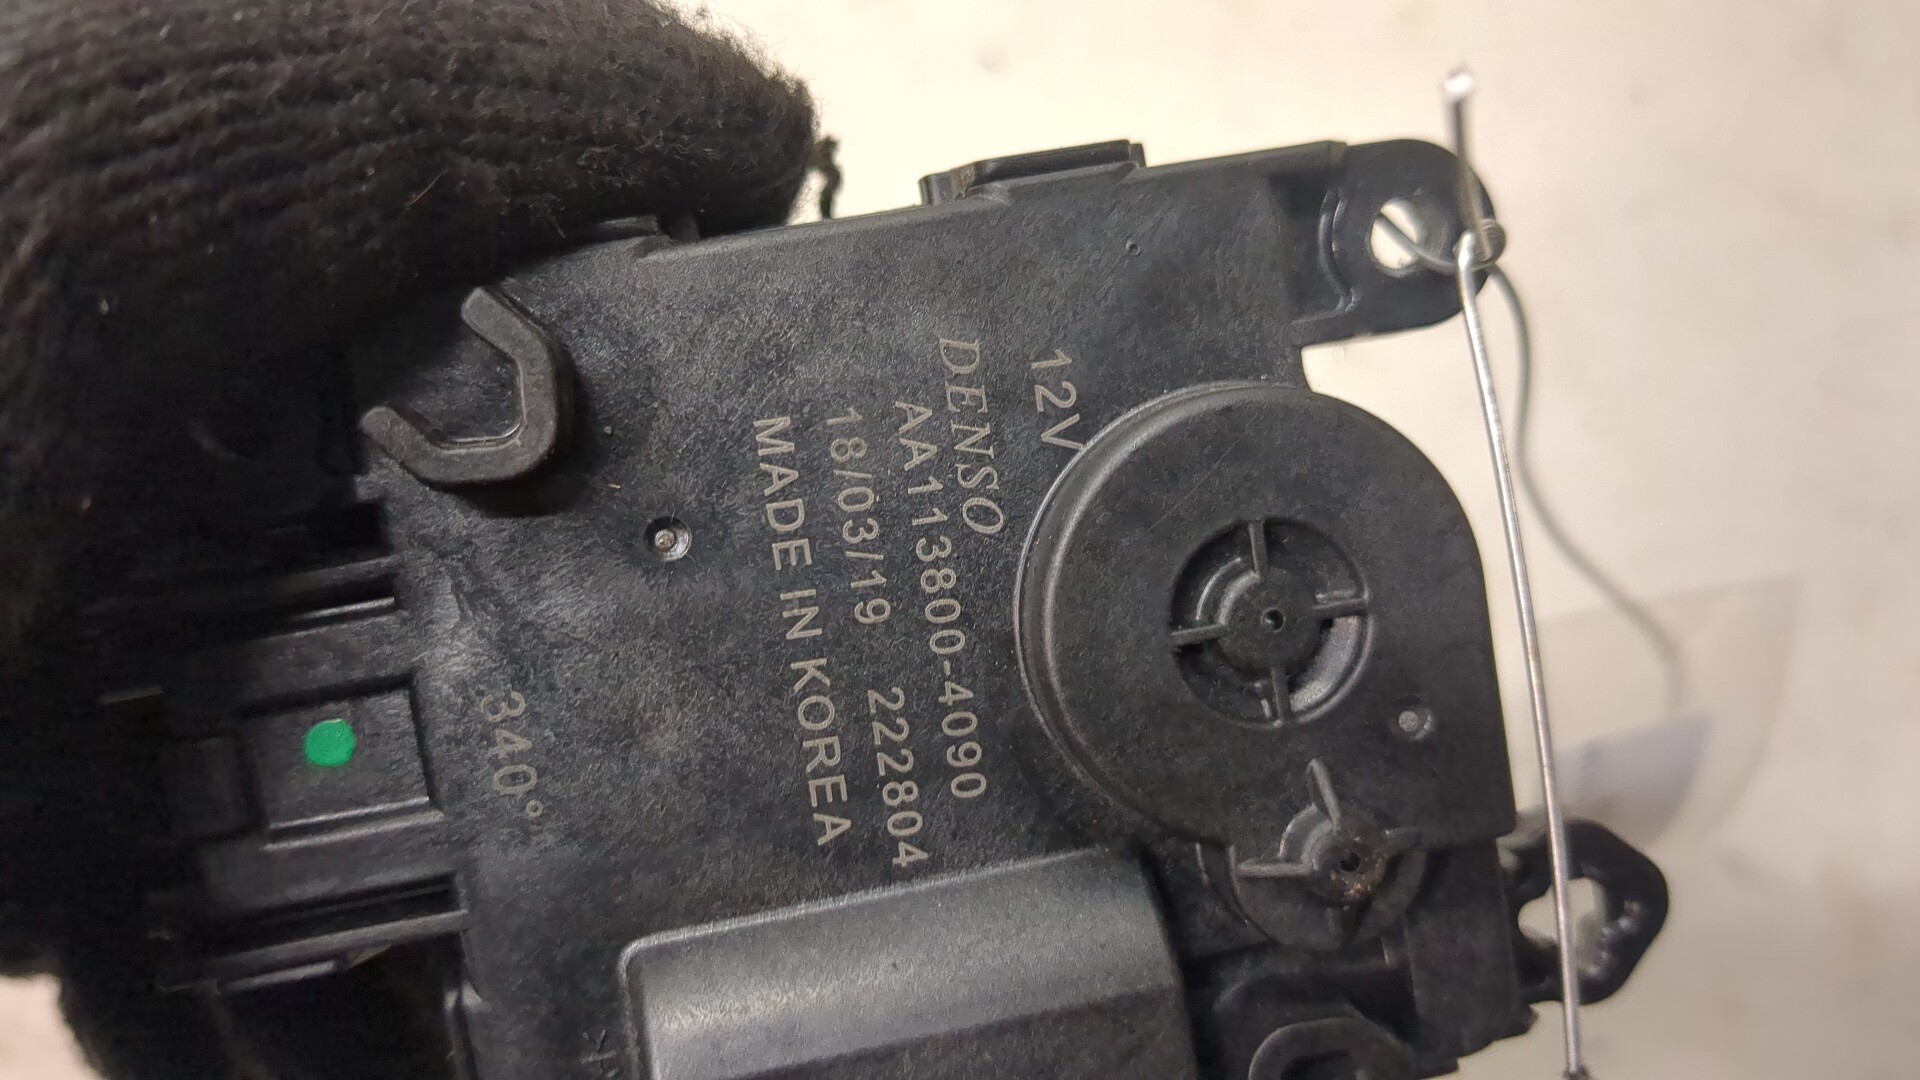 12V
DENSO
AA113800-4090
18/03/19 222804
MADE IN KOREA
340°